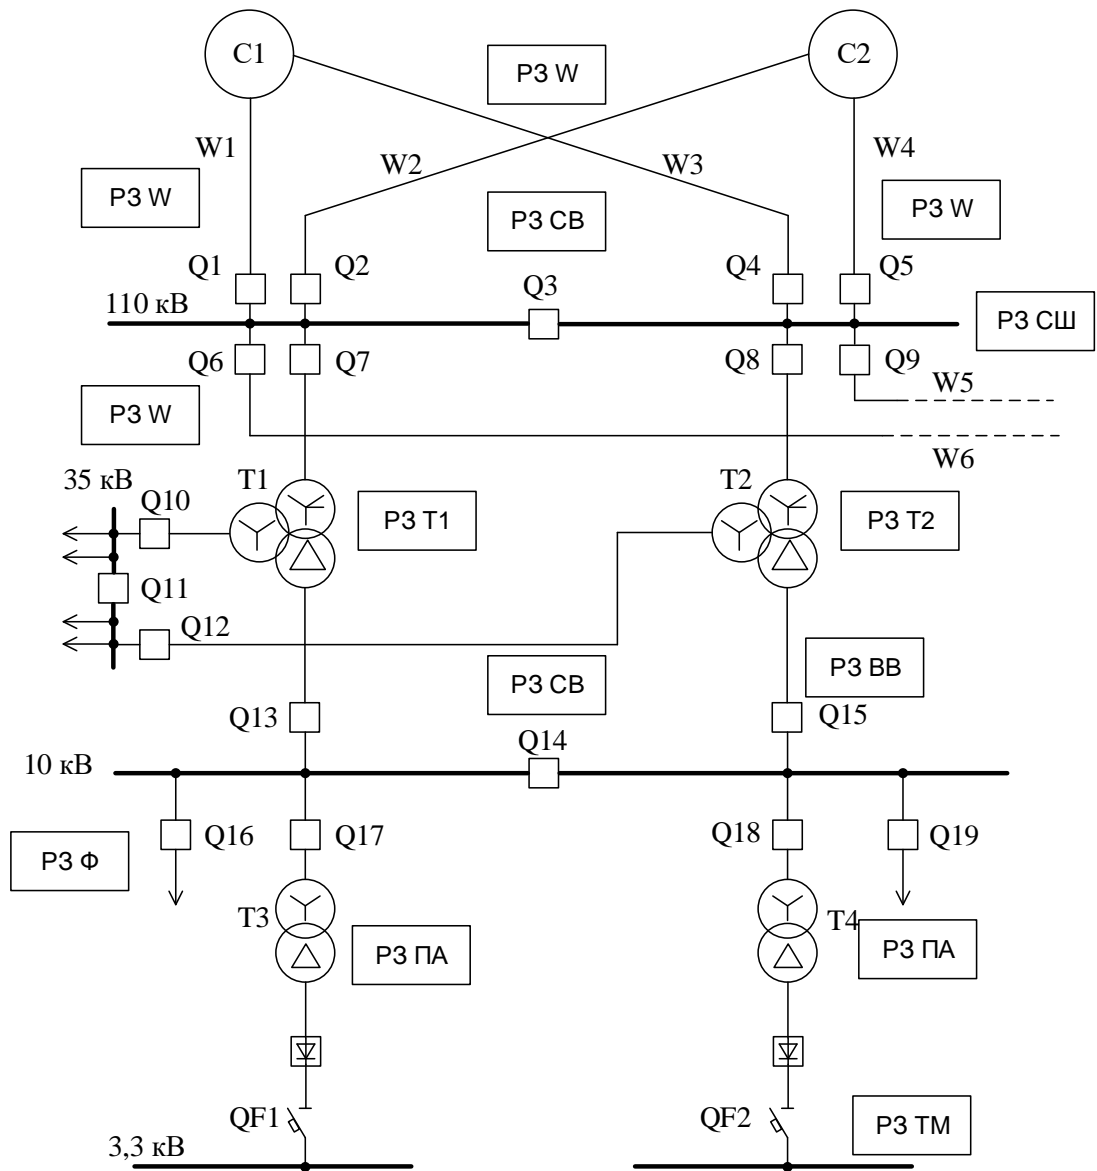 С1
РЗ W
С2
W1
W2
W3
W4
РЗ W
РЗ СВ
РЗ W
Q1
Q2
Q3
Q4
Q5
110 кВ
РЗ СШ
Q6
Q7
Q8
Q9
W5
РЗ W
W6
35 кВ
Q10
T1
РЗ Т1
T2
РЗ Т2
Q11
Q12
РЗ СВ
РЗ ВВ
Q13
Q14
Q15
10 кВ
Q16
Q17
Q18
Q19
РЗ Ф
T3
РЗ ПА
T4
РЗ ПА
QF1
QF2
РЗ ТМ
3,3 кВ